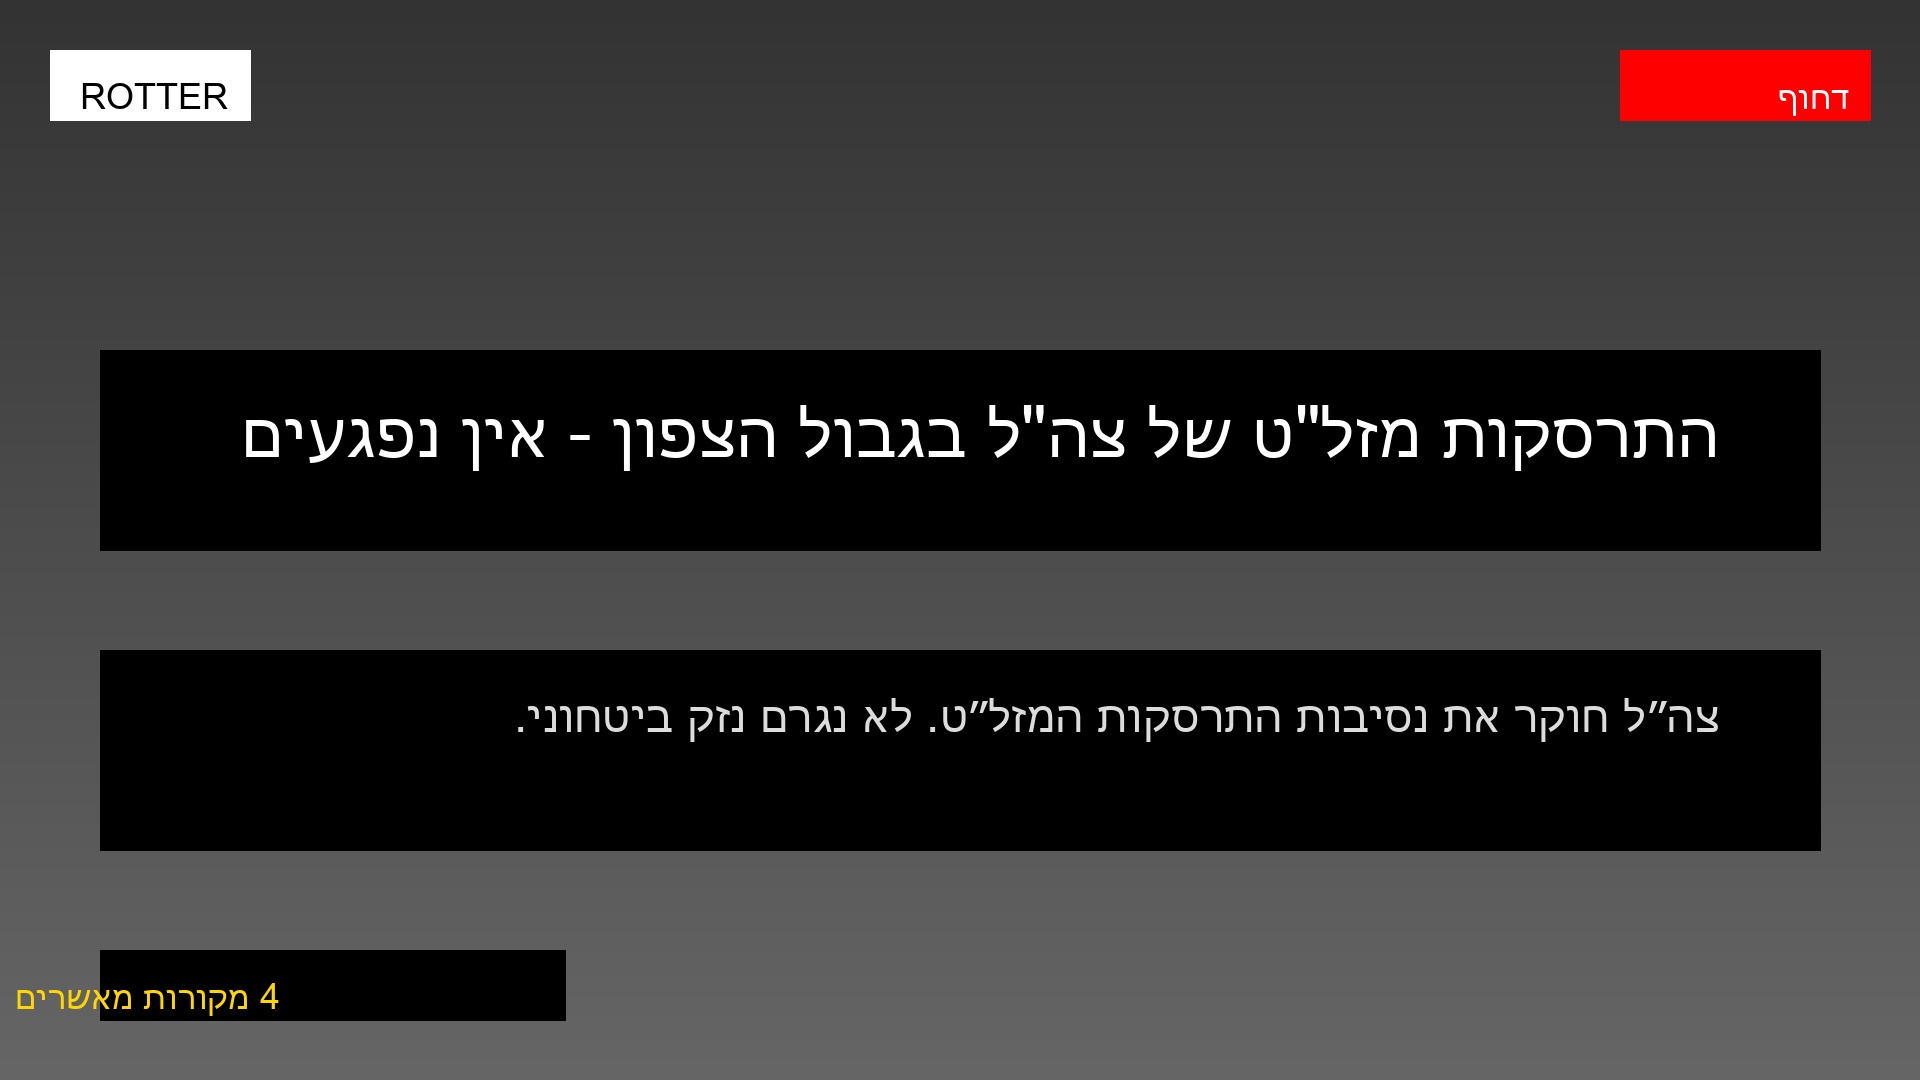 ROTTER
דחוף
התרסקות מזל"ט של צה"ל בגבול הצפון - אין נפגעים
צה״ל חוקר את נסיבות התרסקות המזל״ט. לא נגרם נזק ביטחוני.
4 מקורות מאשרים